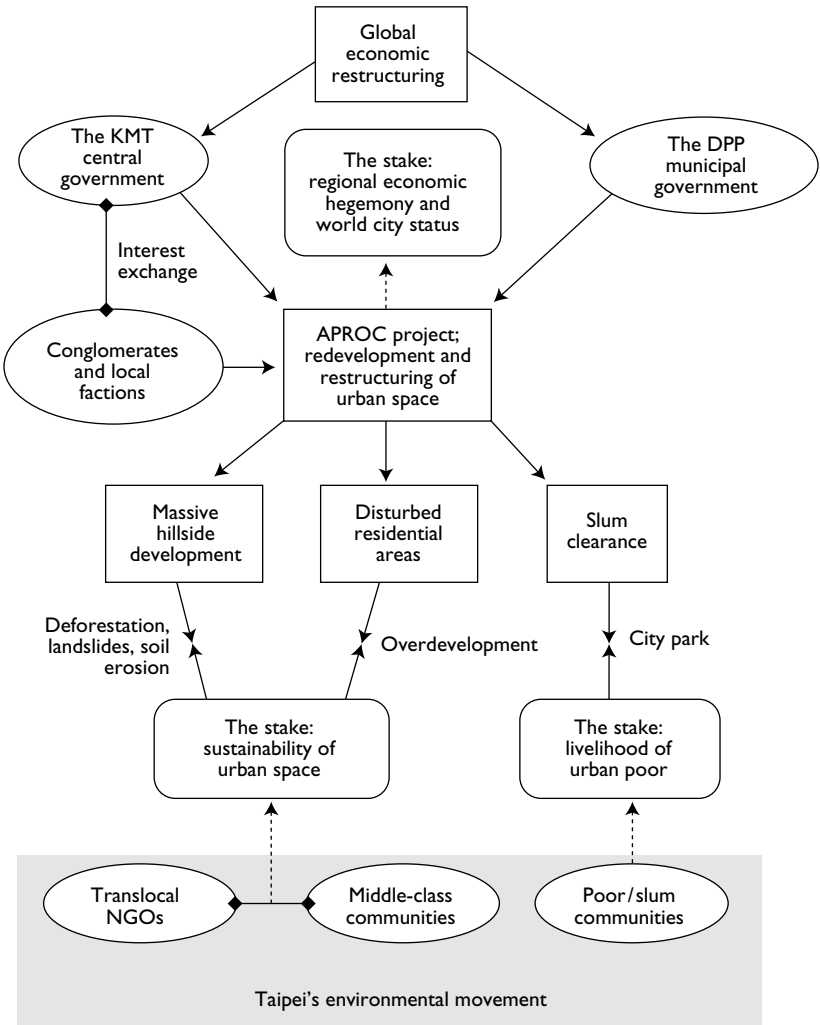 Global
economic
restructuring
The KMT
central
government
The stake:
regional economic
hegemony and
world city status
The DPP
municipal
government
Interest
exchange
Conglomerates
and local
factions
APROC project;
redevelopment and
restructuring of
urban space
Massive
hillside
development
Disturbed
residential
areas
Slum
clearance
Deforestation,
landslides, soil
erosion
Overdevelopment
City park
The stake:
sustainability of
urban space
The stake:
livelihood of
urban poor
Translocal
NGOs
Middle-class
communities
Poor/slum
communities
Taipei's environmental movement